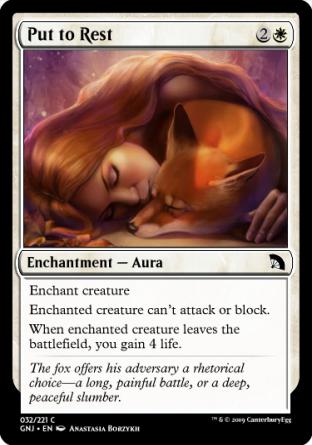 Put to Rest 2
Enchantment — Aura
Enchant creature
Enchanted creature can't attack or block.
When enchanted creature leaves the
battlefield, you gain 4 life.
The fox offers his adversary a rhetorical
choice—a long, painful battle, or a deep,
peaceful slumber.
032/221 C
GNJ • EN Anastasia Borzykh
™ & © 2019 CanterburyEgg